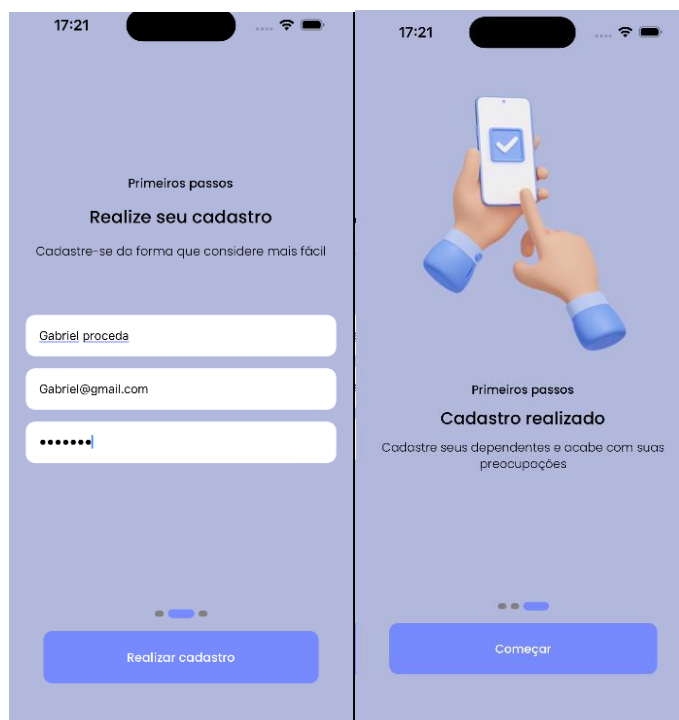 17:21
Primeiros passos
Realize seu cadastro
Cadastre-se da forma que considere mais fácil
Gabriel proceda
Gabriel@gmail.com
•••••••
Realizar cadastro
17:21
Primeiros passos
Cadastro realizado
Cadastre seus dependentes e acabe com suas
preocupações
Começar